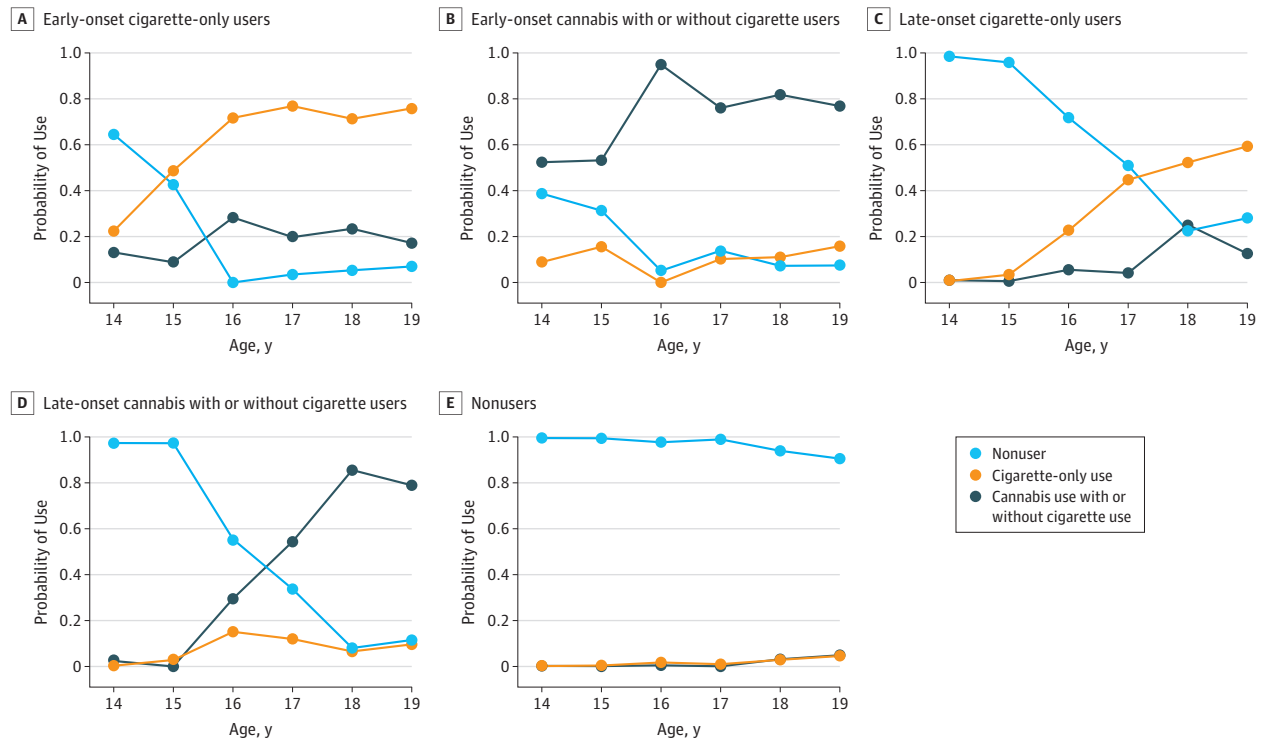 A Early-onset cigarette-only users
Probability of Use
1.0
0.8
0.6
0.4
0.2
0
14 15 16 17 18 19
Age, y
B Early-onset cannabis with or without cigarette users
Probability of Use
1.0
0.8
0.6
0.4
0.2
0
14 15 16 17 18 19
Age, y
C Late-onset cigarette-only users
Probability of Use
1.0
0.8
0.6
0.4
0.2
0
14 15 16 17 18 19
Age, y
D Late-onset cannabis with or without cigarette users
Probability of Use
1.0
0.8
0.6
0.4
0.2
0
14 15 16 17 18 19
Age, y
E Nonusers
Probability of Use
1.0
0.8
0.6
0.4
0.2
0
14 15 16 17 18 19
Age, y
Nonuser
Cigarette-only use
Cannabis use with or
without cigarette use